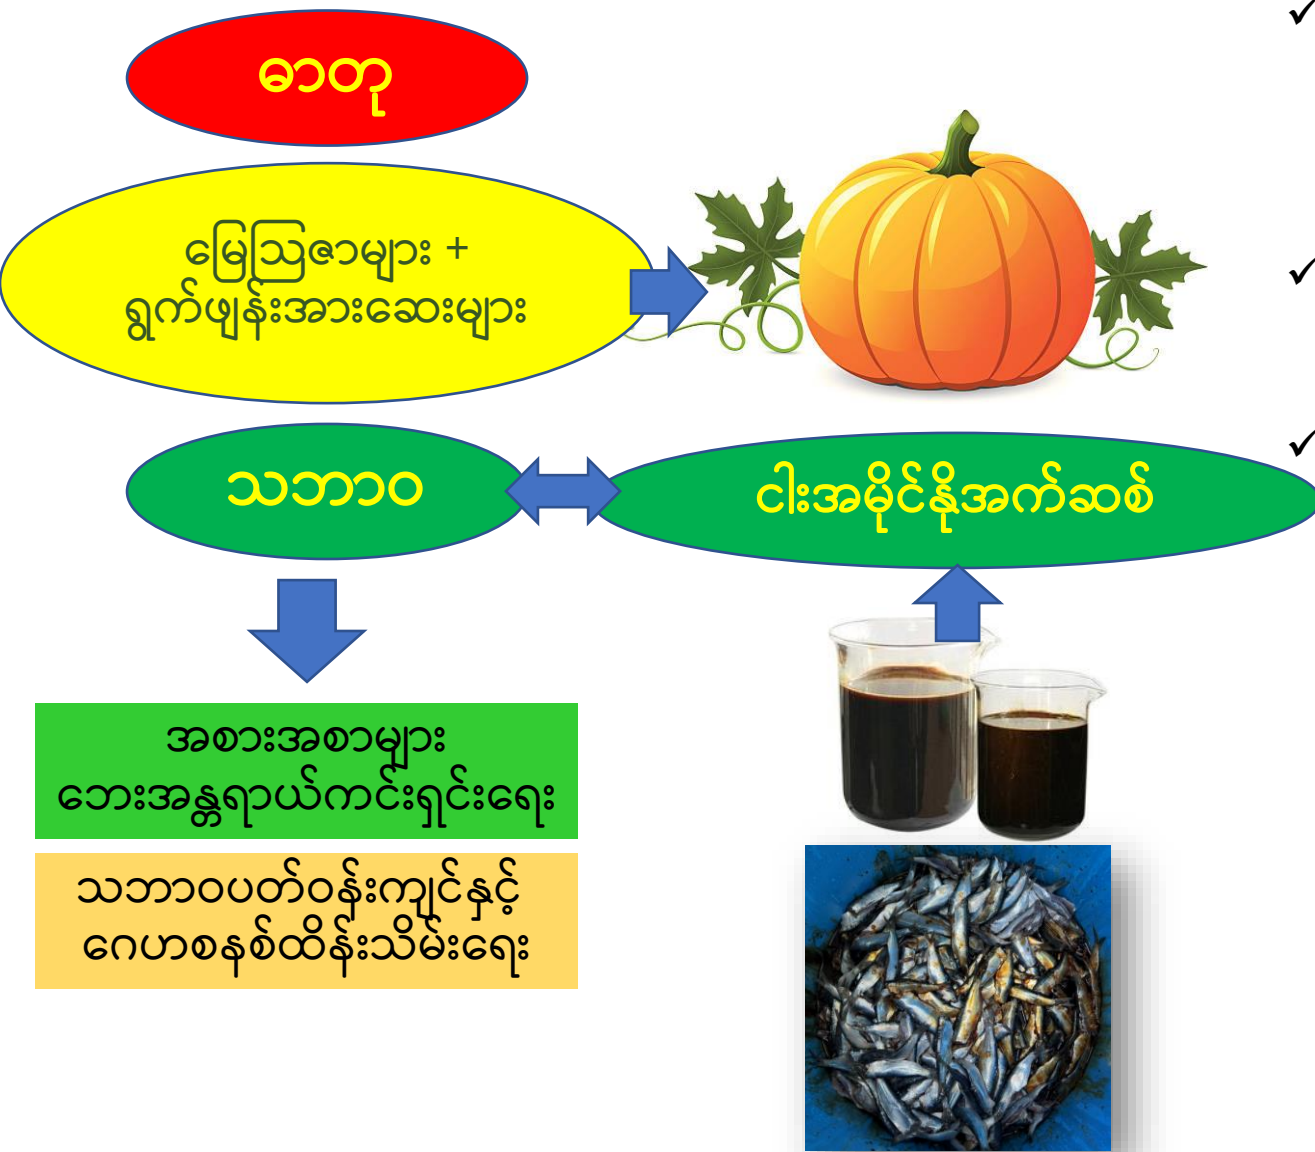 ဓာတု
မြေဩဇာများ +
ရွက်ဖျန်းအားဆေးများ
သဘာဝ
ငါးအမိုင်နိုအက်ဆစ်
အစားအစာများ
ဘေးအန္တရာယ်ကင်းရှင်းရေး
သဘာဝပတ်ဝန်းကျင်နှင့်
ဂေဟစနစ်ထိန်းသိမ်းရေး